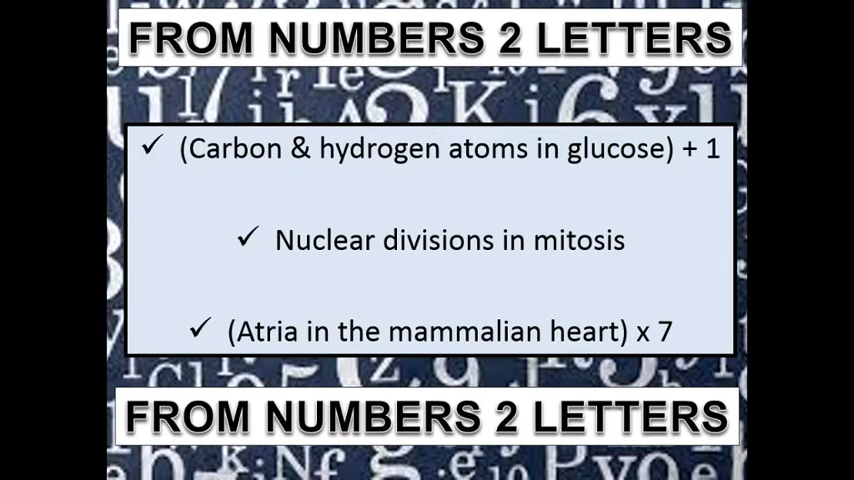 FROM NUMBERS 2 LETTERS
✓ (Carbon & hydrogen atoms in glucose) + 1
✓ Nuclear divisions in mitosis
✓ (Atria in the mammalian heart) x 7
FROM NUMBERS 2 LETTERS